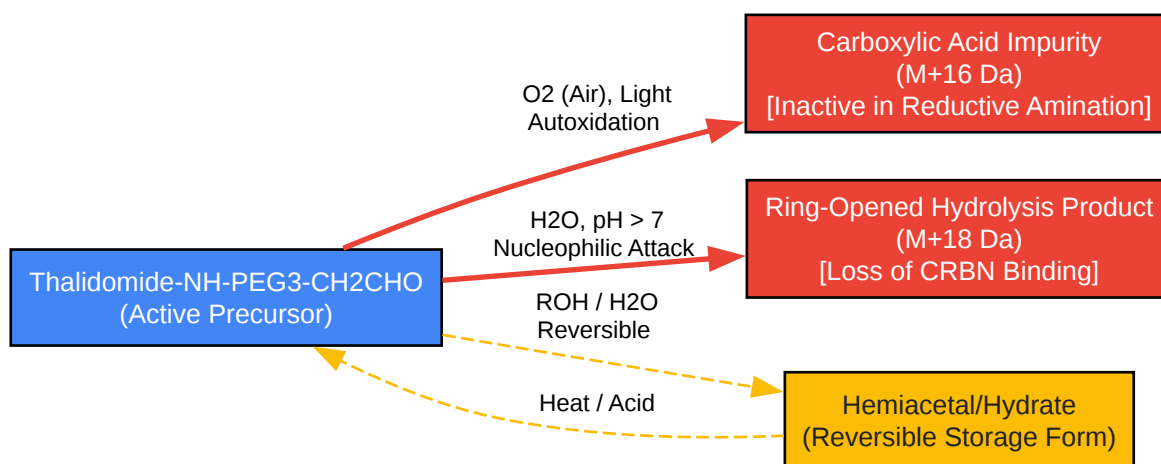 Carboxylic Acid Impurity
(M+16 Da)
[Inactive in Reductive Amination]
O2 (Air), Light
Autoxidation
Ring-Opened Hydrolysis Product
(M+18 Da)
[Loss of CRBN Binding]
H2O, pH > 7
Nucleophilic Attack
Thalidomide-NH-PEG3-CH2CHO
(Active Precursor)
ROH / H2O
Reversible
Heat / Acid
Hemiacetal/Hydrate
(Reversible Storage Form)